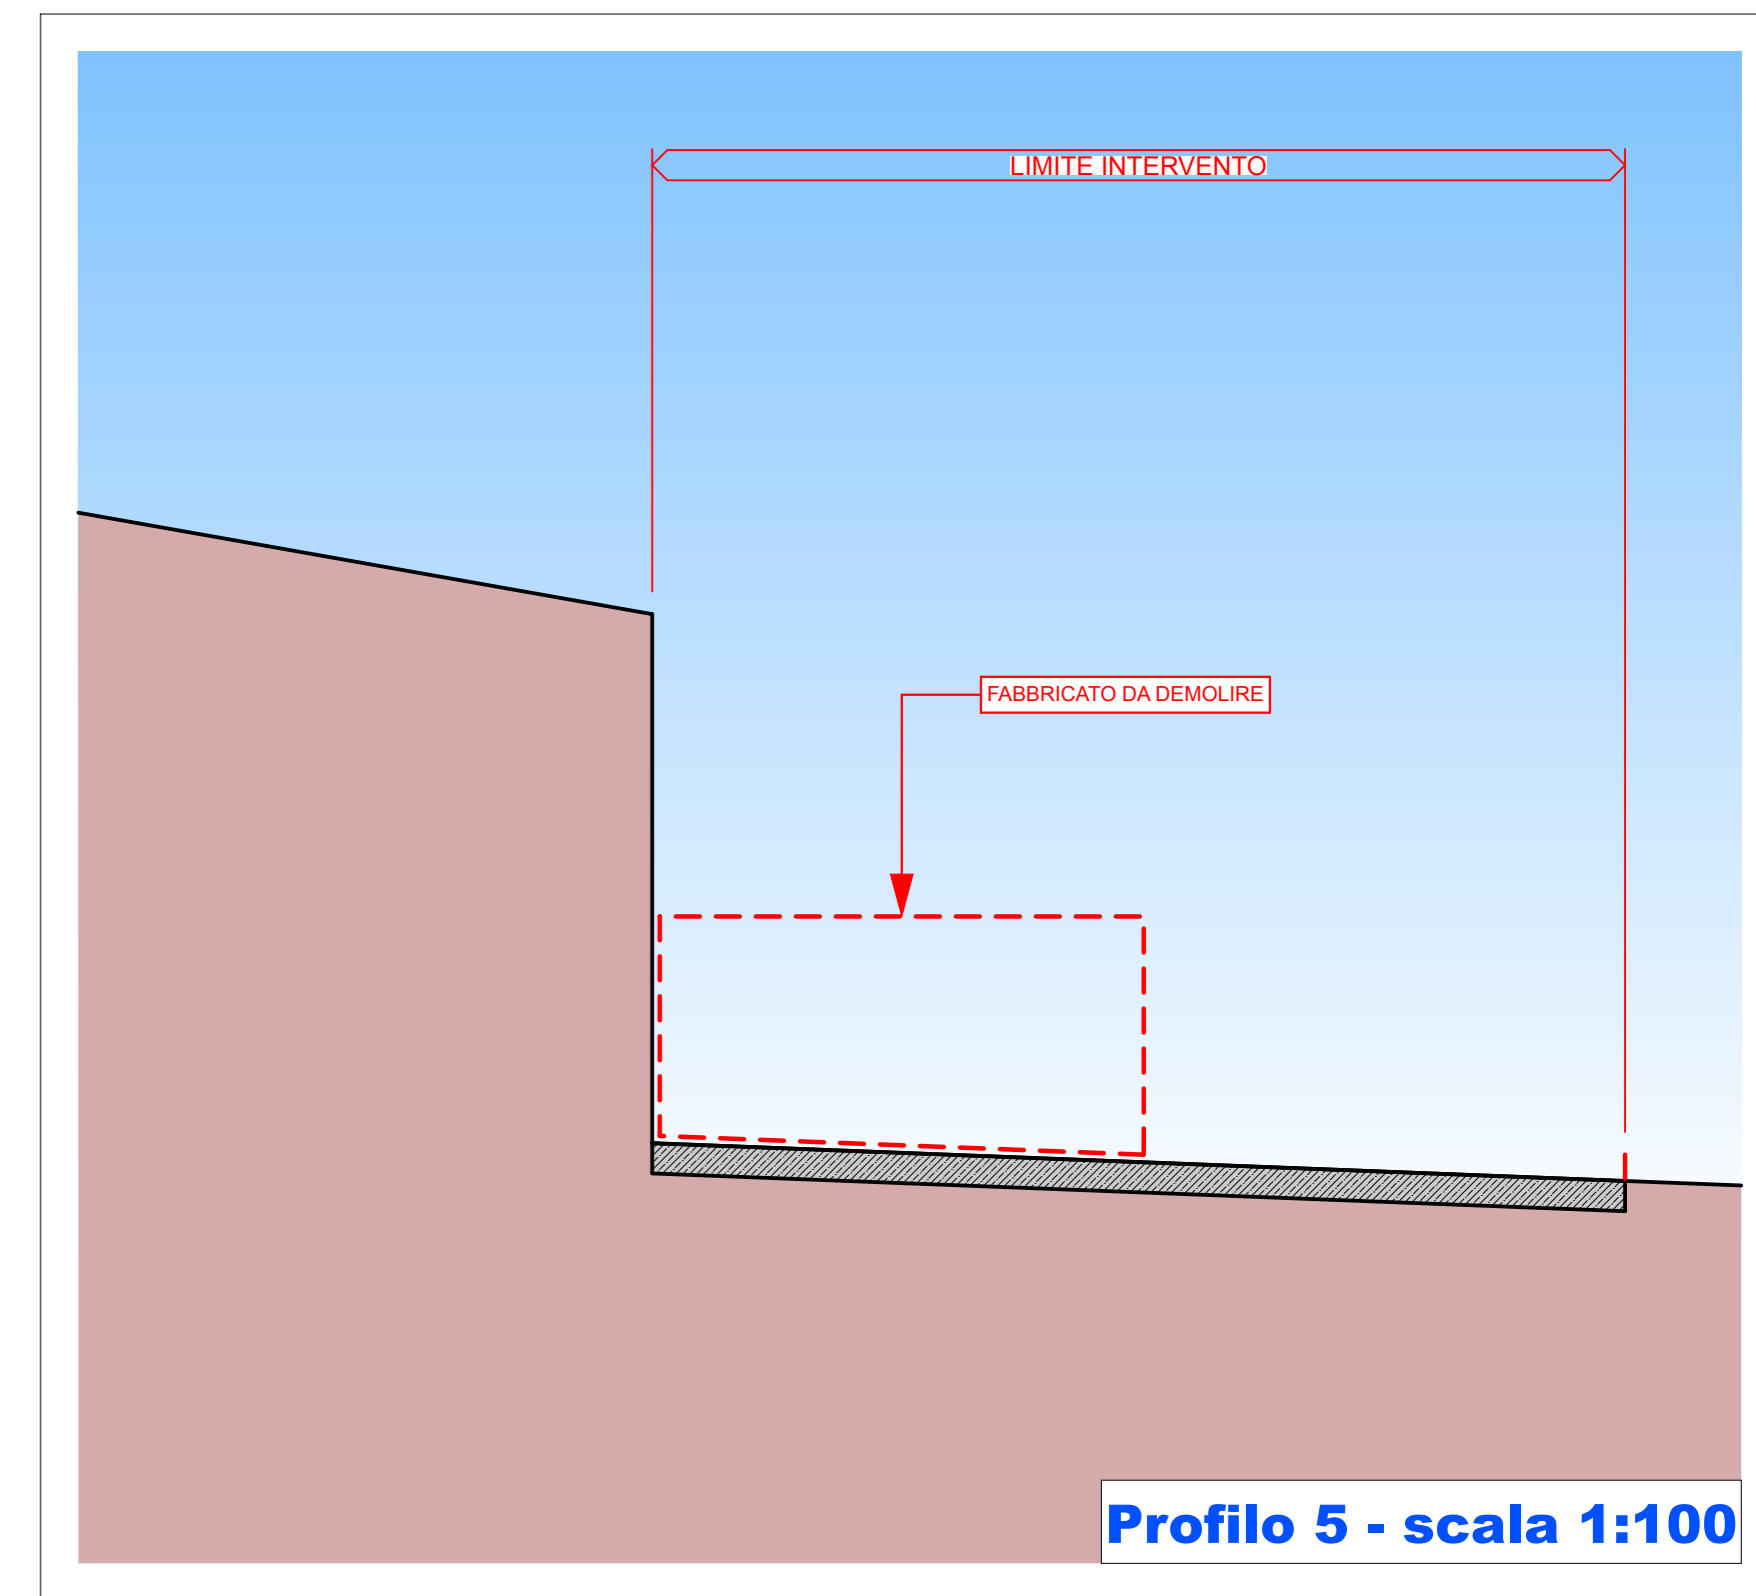 LIMITE INTERVENTO
FABBRICATO DA DEMOLIRE
Profilo 5 - scala 1:100